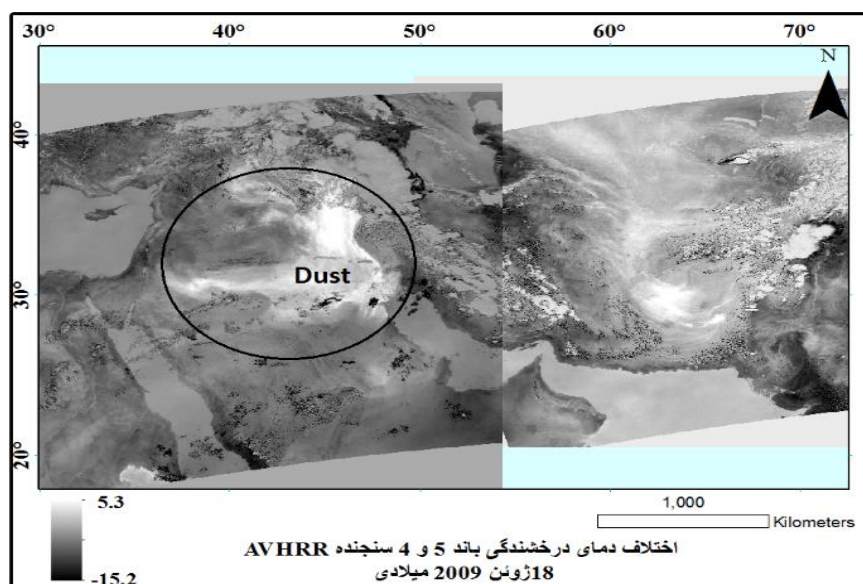 30° 40° 50° 60° 70°
N
40°
30°
20°
Dust
5.3
-15.2
1,000
Kilometers
اختلاف دمای درخشندگی باند 5 و 4 سنجنده AVHRR
18ژوئن 2009 میلادی